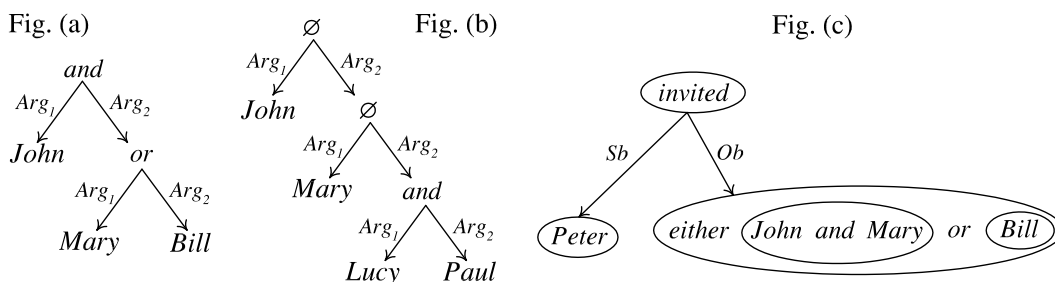 Fig. (a)
and
Arg₁ Arg₂
John or
Arg₁ Arg₂
Mary Bill
Fig. (b)
∅
Arg₁ Arg₂
John ∅
Arg₁ Arg₂
Mary and
Arg₁ Arg₂
Lucy Paul
Fig. (c)
invited
Sb Ob
Peter either John and Mary or Bill